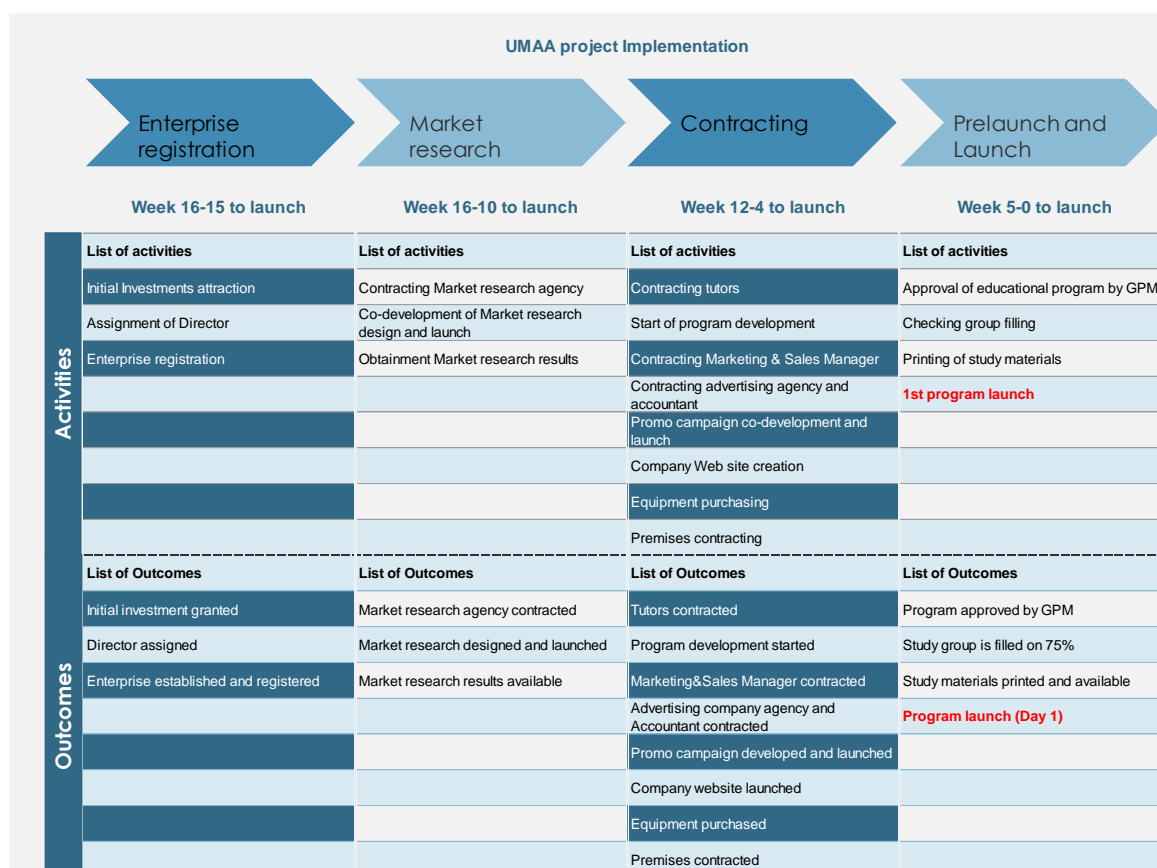 UMAA project Implementation
Enterprise
registration
Market
research
Contracting
Prelaunch and
Launch
Week 16-15 to launch
Week 16-10 to launch
Week 12-4 to launch
Week 5-0 to launch
Activities
List of activities
List of activities
List of activities
List of activities
Initial Investments attraction
Contracting Market research agency
Contracting tutors
Approval of educational program by GPM
Assignment of Director
Co-development of Market research
design and launch
Start of program development
Checking group filling
Enterprise registration
Obtainment Market research results
Contracting Marketing & Sales Manager
Printing of study materials
Contracting advertising agency and
accountant
1st program launch
Promo campaign co-development and
launch
Company Web site creation
Equipment purchasing
Premises contracting
Outcomes
List of Outcomes
List of Outcomes
List of Outcomes
List of Outcomes
Initial investment granted
Market research agency contracted
Tutors contracted
Program approved by GPM
Director assigned
Market research designed and launched
Program development started
Study group is filled on 75%
Enterprise established and registered
Market research results available
Marketing&Sales Manager contracted
Study materials printed and available
Advertising company agency and
Accountant contracted
Program launch (Day 1)
Promo campaign developed and launched
Company website launched
Equipment purchased
Premises contracted